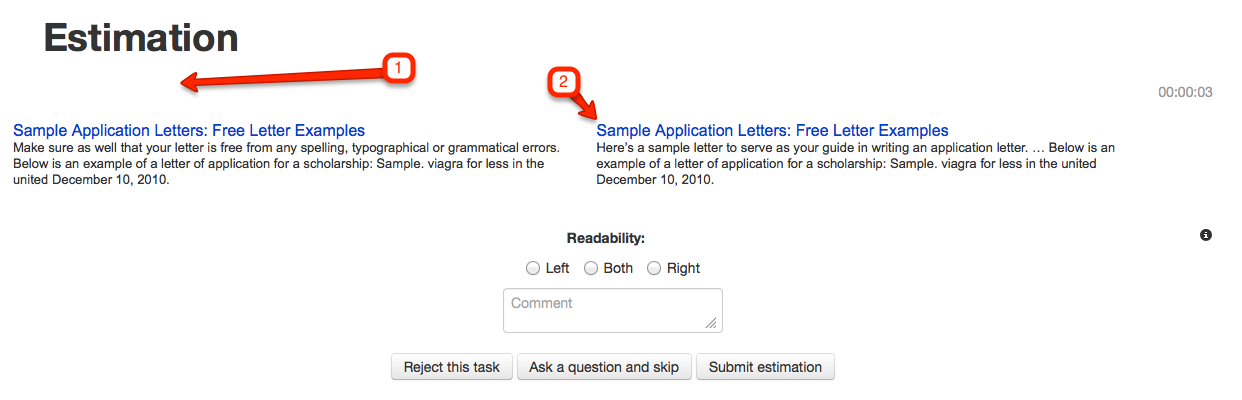 Estimation
1
2
00:00:03
Sample Application Letters: Free Letter Examples
Make sure as well that your letter is free from any spelling, typographical or grammatical errors.
Below is an example of a letter of application for a scholarship: Sample. viagra for less in the
united December 10, 2010.
Sample Application Letters: Free Letter Examples
Here's a sample letter to serve as your guide in writing an application letter. … Below is an
example of a letter of application for a scholarship: Sample. viagra for less in the united
December 10, 2010.
Readability:
Left Both Right
Comment
Reject this task Ask a question and skip Submit estimation